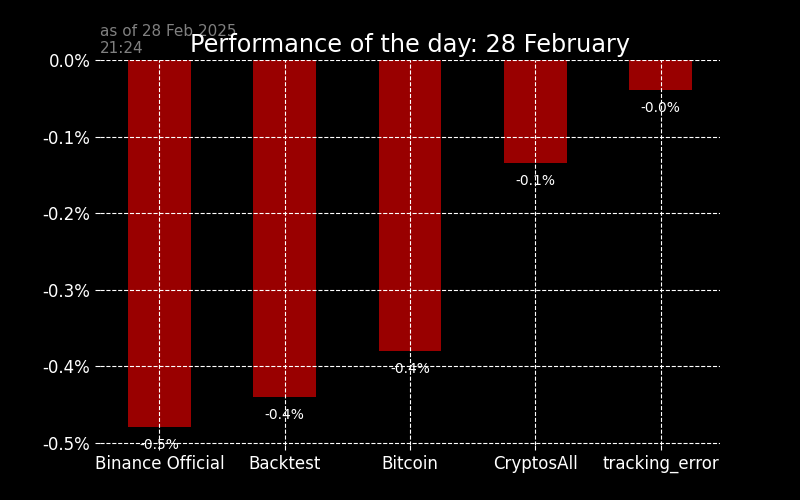 as of 28 Feb 2025
21:24
Performance of the day: 28 February
0.0%
-0.1%
-0.2%
-0.3%
-0.4%
-0.5%
-0.5%
-0.4%
-0.4%
-0.1%
-0.0%
Binance Official
Backtest
Bitcoin
CryptosAll
tracking_error